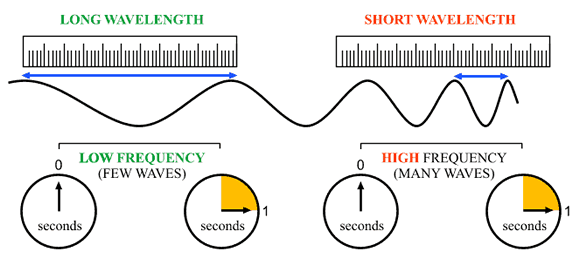 LONG WAVELENGTH
SHORT WAVELENGTH
LOW FREQUENCY
(FEW WAVES)
HIGH FREQUENCY
(MANY WAVES)
0
seconds
1
seconds
0
seconds
1
seconds